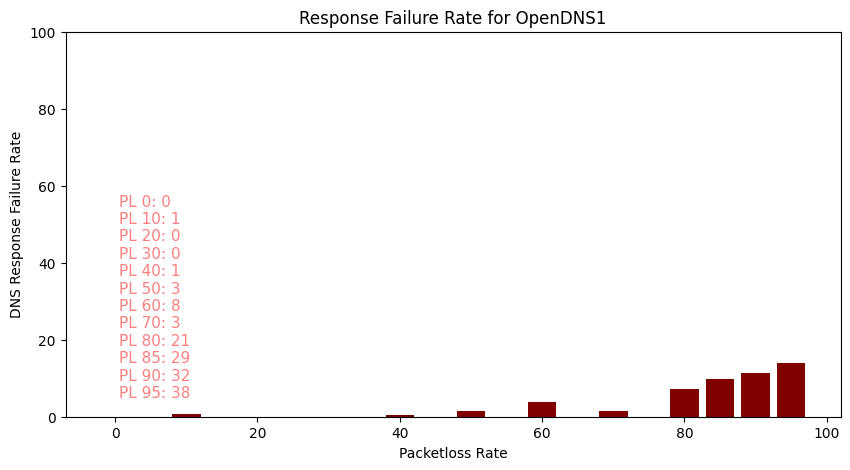 Response Failure Rate for OpenDNS1
100
80
60
40
20
0
DNS Response Failure Rate
PL 0: 0
PL 10: 1
PL 20: 0
PL 30: 0
PL 40: 1
PL 50: 3
PL 60: 8
PL 70: 3
PL 80: 21
PL 85: 29
PL 90: 32
PL 95: 38
0 20 40 60 80 100
Packetloss Rate